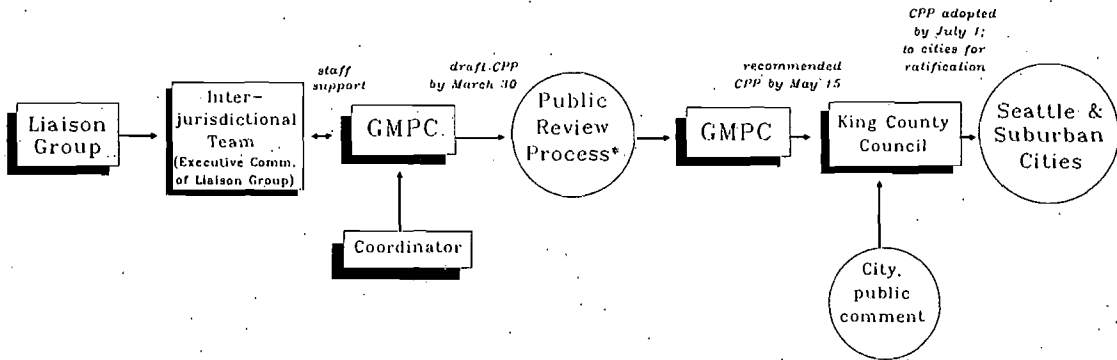 Liaison
Group
Inter-
jurisdictional
Team
(Executive Comm.
of Liaison Group)
staff
support
GMPC
Coordinator
draft CPP
by March 30
Public
Review
Process*
recommended
CPP by May 15
GMPC
King County
Council
City,
public
comment
CPP adopted
by July 1;
to cities for
ratification
Seattle &
Suburban
Cities